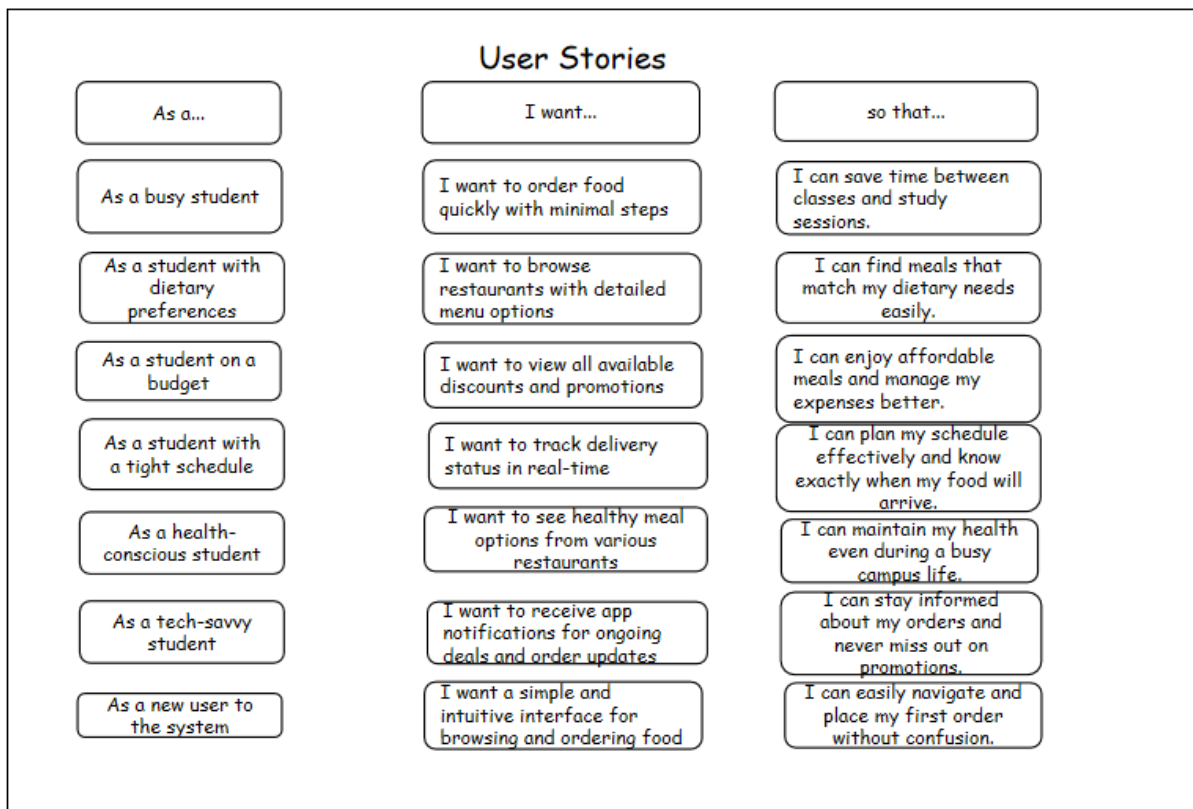 User Stories
As a...
I want...
so that...
As a busy student
I want to order food
quickly with minimal steps
I can save time between
classes and study
sessions.
As a student with
dietary
preferences
I want to browse
restaurants with detailed
menu options
I can find meals that
match my dietary needs
easily.
As a student on a
budget
I want to view all available
discounts and promotions
I can enjoy affordable
meals and manage my
expenses better.
As a student with
a tight schedule
I want to track delivery
status in real-time
I can plan my schedule
effectively and know
exactly when my food will
arrive.
As a health-
conscious student
I want to see healthy meal
options from various
restaurants
I can maintain my health
even during a busy
campus life.
As a tech-savvy
student
I want to receive app
notifications for ongoing
deals and order updates
I can stay informed
about my orders and
never miss out on
promotions.
As a new user to
the system
I want a simple and
intuitive interface for
browsing and ordering food
I can easily navigate and
place my first order
without confusion.